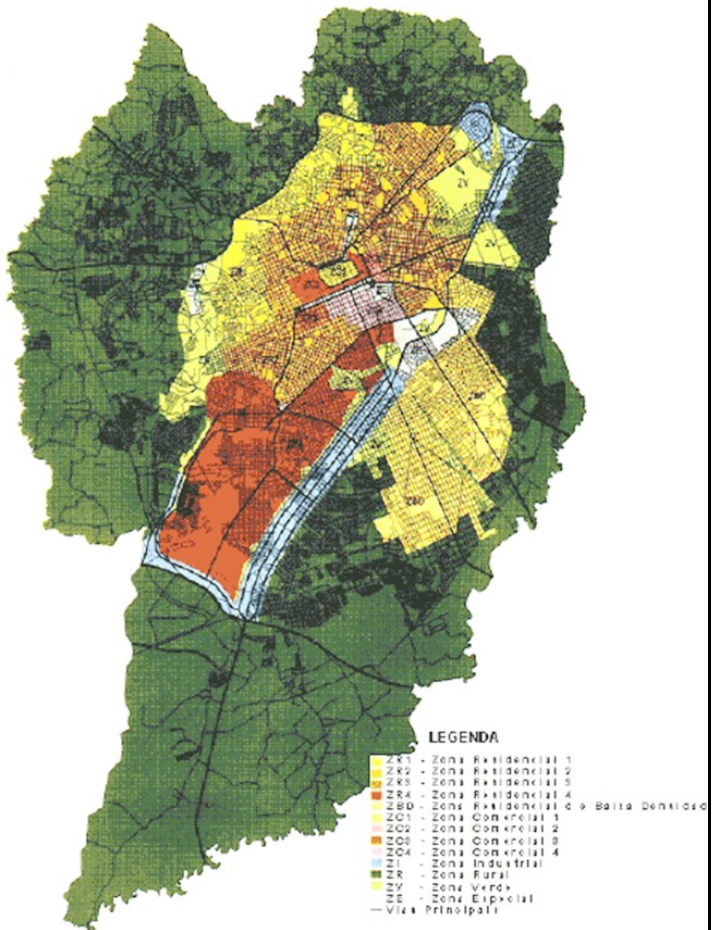 LEGENDA
ZR1 - Zona Residencial 1
ZR2 - Zona Residencial 2
ZR3 - Zona Residencial 3
ZR4 - Zona Residencial 4
ZBD - Zona Residencial de Baixa Densidad
ZC1 - Zona Comercial 1
ZC2 - Zona Comercial 2
ZC3 - Zona Comercial 3
ZC4 - Zona Comercial 4
ZI - Zona Industrial
ZR - Zona Rural
ZV - Zona Verde
ZE - Zona Especial
Vias Principais